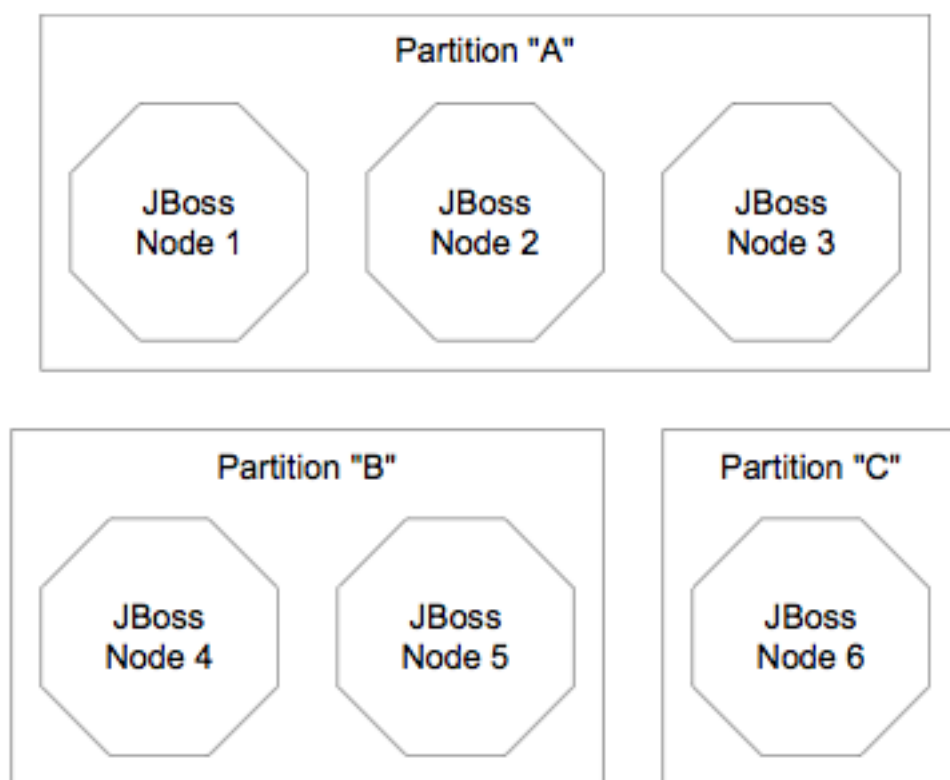 Partition "A"
JBoss
Node 1
JBoss
Node 2
JBoss
Node 3
Partition "B"
JBoss
Node 4
JBoss
Node 5
Partition "C"
JBoss
Node 6